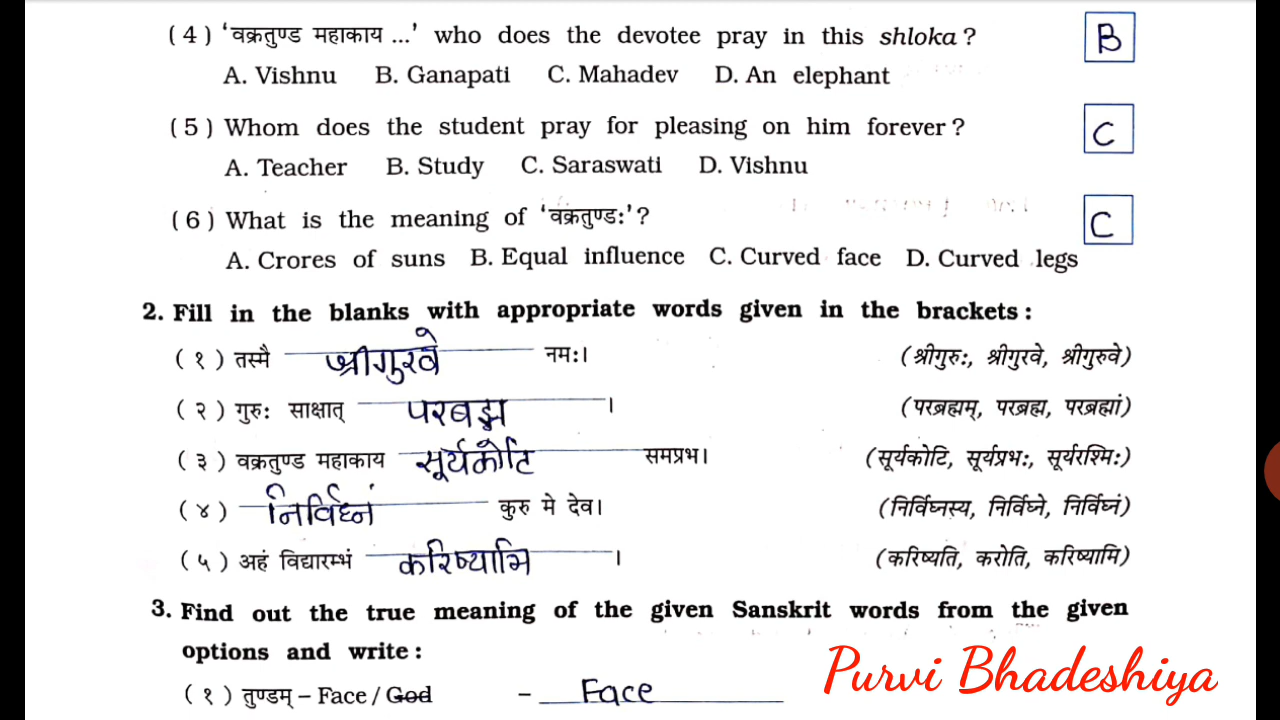 (4) 'वक्रतुण्ड महाकाय ...' who does the devotee pray in this shloka? B
A. Vishnu B. Ganapati C. Mahadev D. An elephant
(5) Whom does the student pray for pleasing on him forever? C
A. Teacher B. Study C. Saraswati D. Vishnu
(6) What is the meaning of 'वक्रतुण्डः'? C
A. Crores of suns B. Equal influence C. Curved face D. Curved legs
2. Fill in the blanks with appropriate words given in the brackets:
(१) तस्मै श्रीगुरवे नमः। (श्रीगुरुः, श्रीगुरवे, श्रीगुरुवे)
(२) गुरुः साक्षात् परबह्म । (परब्रह्मम्, परब्रह्म, परब्रह्मां)
(३) वक्रतुण्ड महाकाय सूर्यकोटि समप्रभ। (सूर्यकोटि, सूर्यप्रभः, सूर्यरश्मिः)
(४) निर्विघ्नं कुरु मे देव। (निर्विघ्नस्य, निर्विघ्ने, निर्विघ्नं)
(५) अहं विद्यारम्भं करिष्यामि । (करिष्यति, करोति, करिष्यामि)
3. Find out the true meaning of the given Sanskrit words from the given
options and write:
(१) तुण्डम् – Face / God - Face
Purvi Bhadeshiya